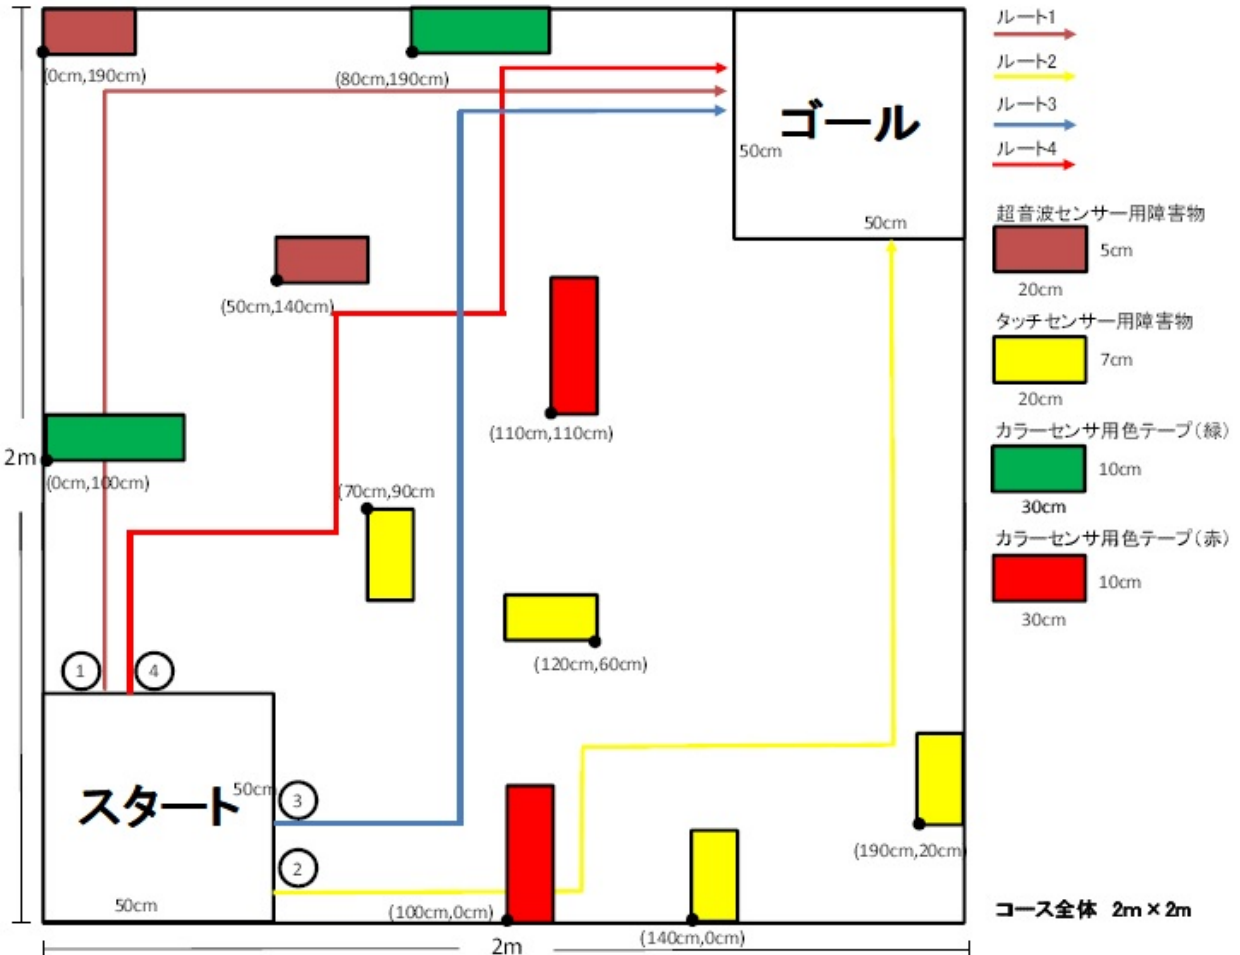 ルート1
ルート2
ルート3
ルート4
(0cm,190cm)
(80cm,190cm)
ゴール
50cm
50cm
超音波センサー用障害物
5cm
20cm
(50cm,140cm)
タッチセンサー用障害物
7cm
20cm
(110cm,110cm)
カラーセンサ用色テープ(緑)
10cm
30cm
2m
(0cm,100cm)
(70cm,90cm
カラーセンサ用色テープ(赤)
10cm
30cm
(120cm,60cm)
1
4
スタート
50cm
3
2
50cm
(190cm,20cm)
(100cm,0cm)
(140cm,0cm)
コース全体 2m×2m
2m